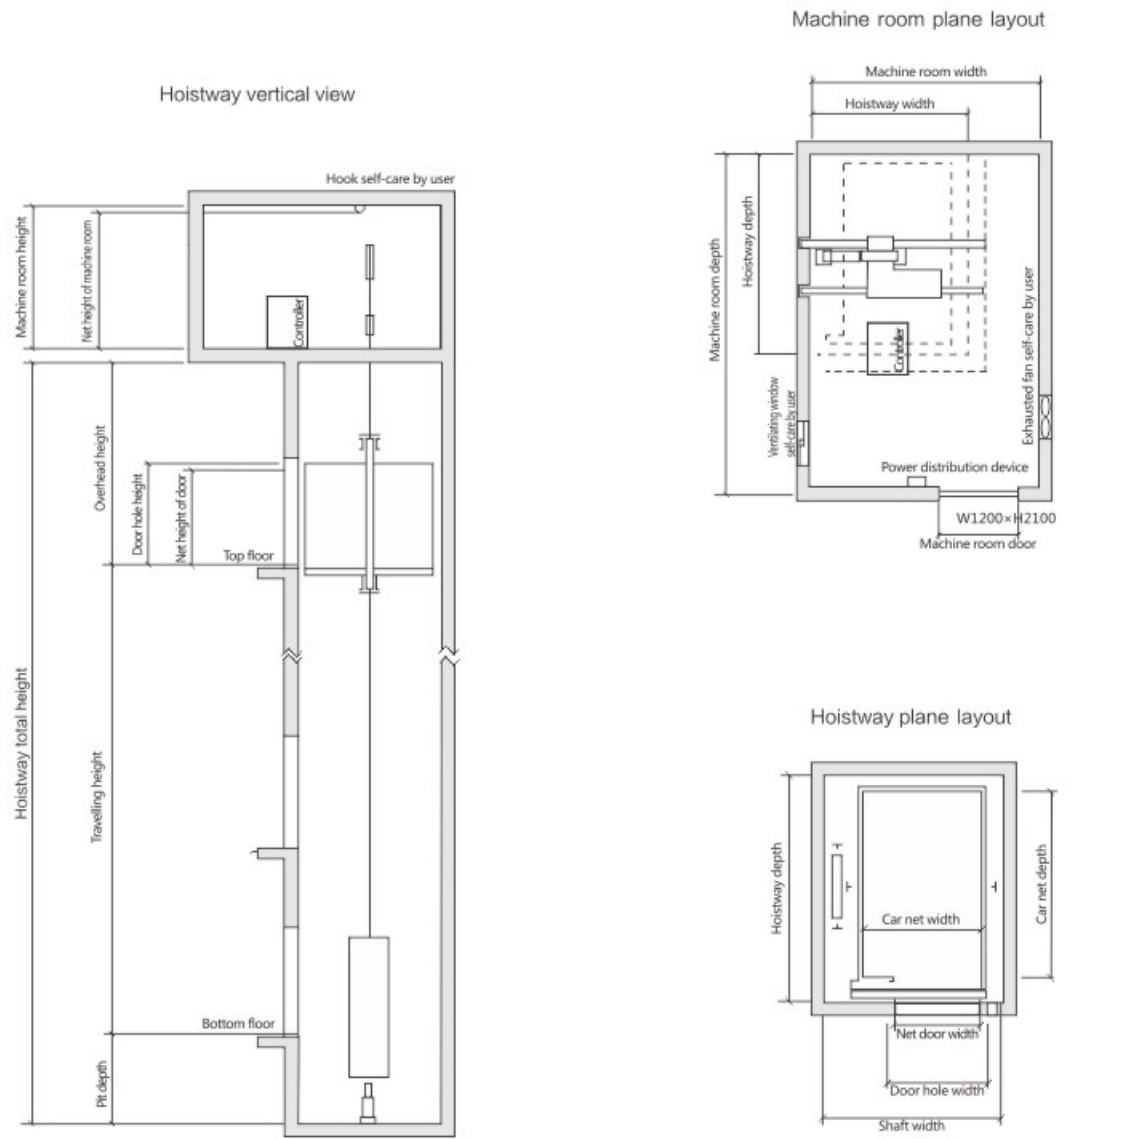 Machine room plane layout
Hoistway vertical view
Machine room width
Hoistway width
Hook self-care by user
Machine room height
Net height of machine room
Controller
Machine room depth
Hoistway depth
Controller
Exhausted fan self-care by user
Ventilating window
self-care by user
Power distribution device
W1200×H2100
Machine room door
Overhead height
Door hole height
Net height of door
Top floor
Hoistway total height
Travelling height
Bottom floor
Pit depth
Hoistway plane layout
Hoistway depth
Car net depth
Car net width
Net door width
Door hole width
Shaft width